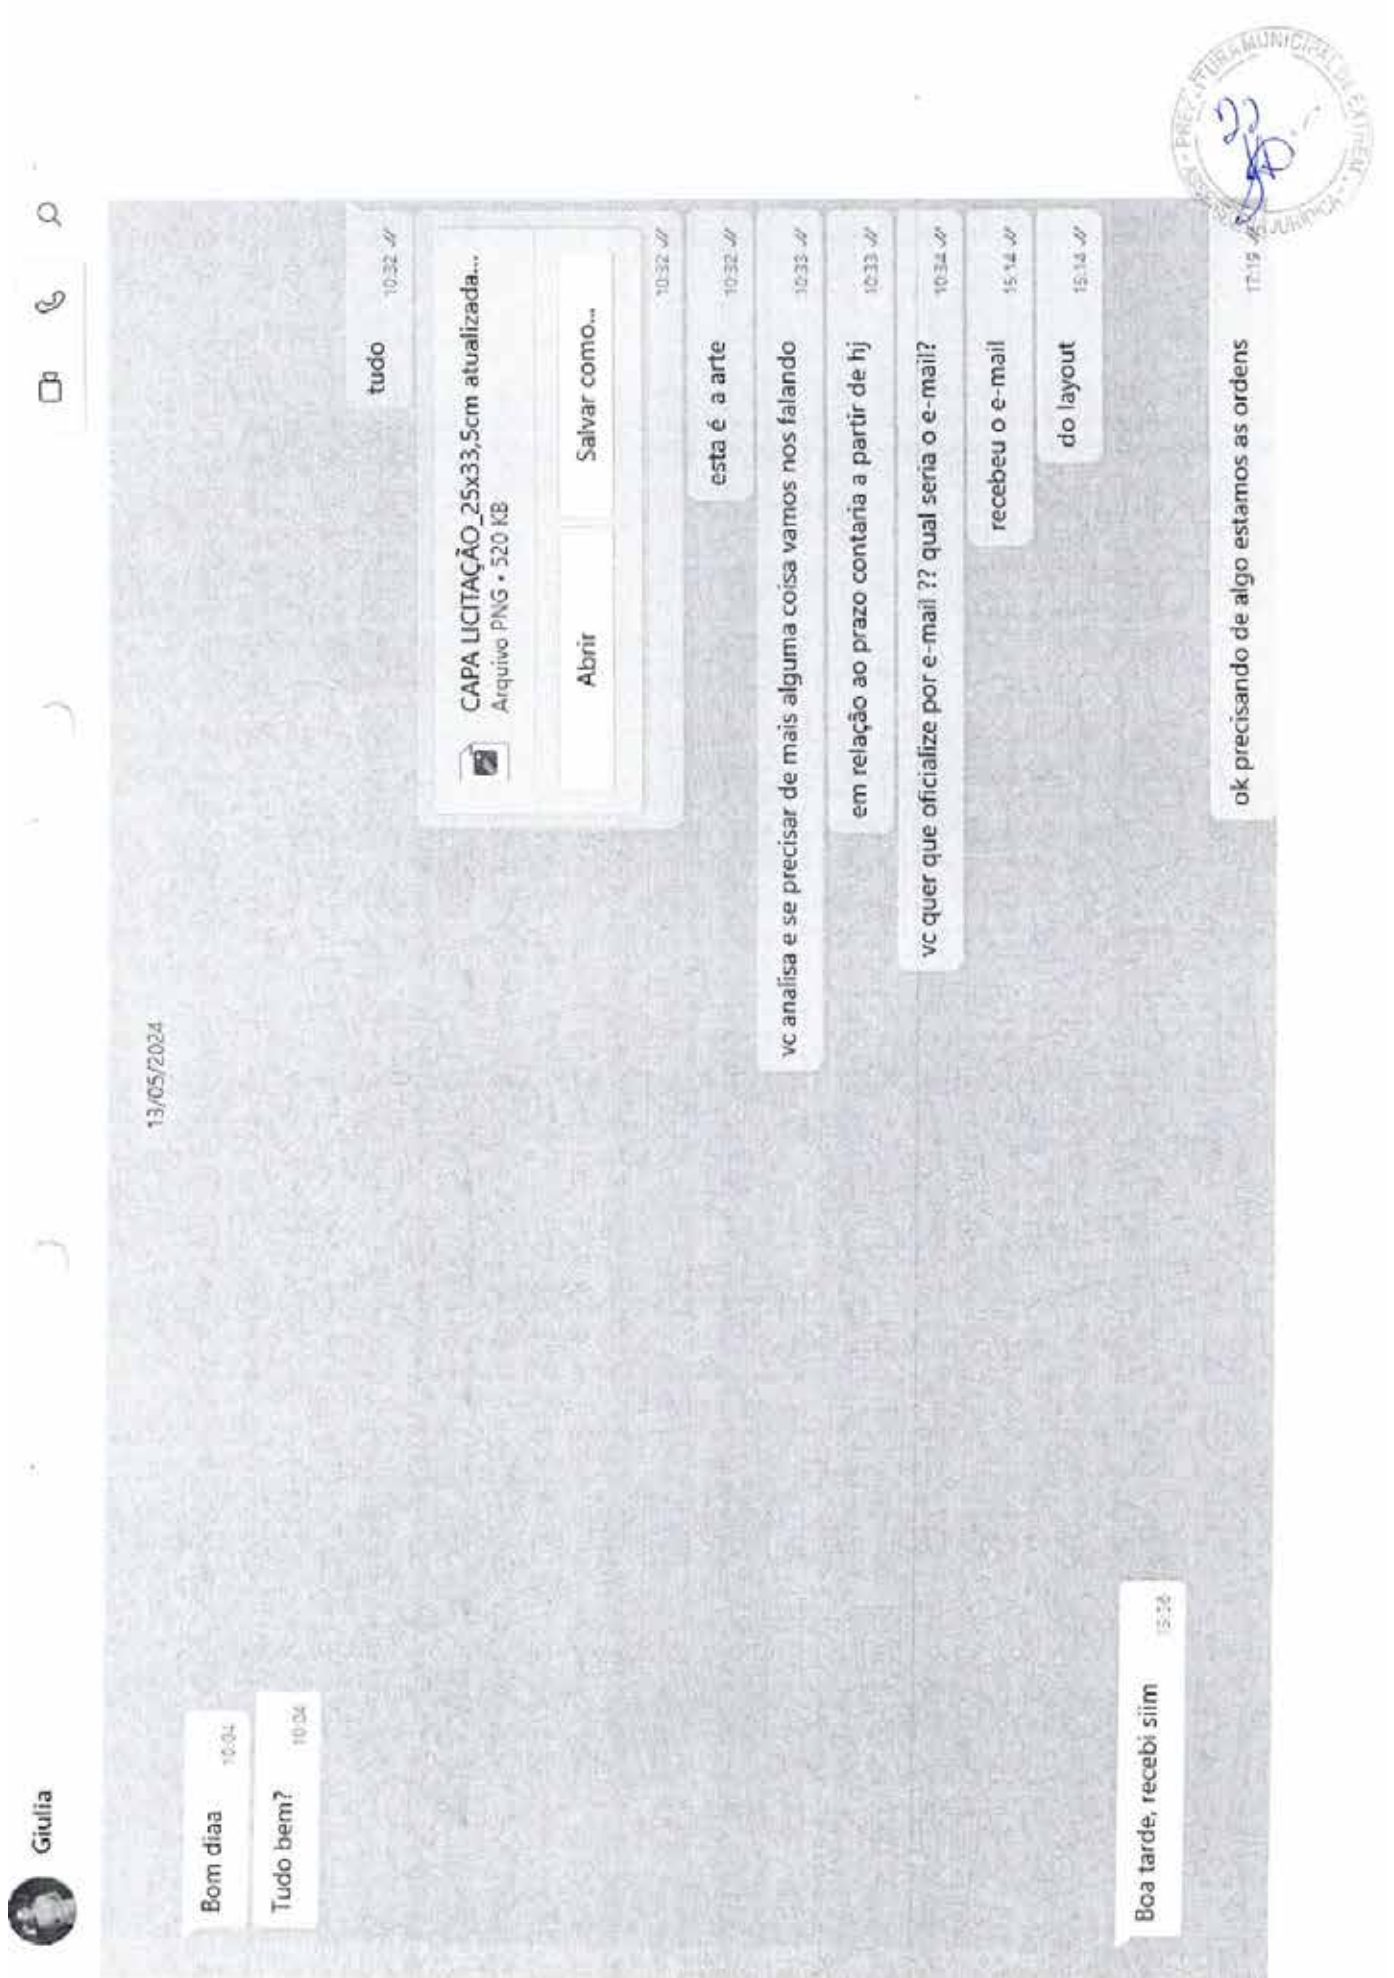 Giulia
13/05/2024
Bom diaa 10:04
Tudo bem? 10:04
tudo 10:32
CAPA LICITAÇÃO_25x33,5cm atualizada...
Arquivo PNG • 520 KB
Abrir
Salvar como...
10:32
esta é a arte 10:32
vc analisa e se precisar de mais alguma coisa vamos nos falando 10:33
em relação ao prazo contaria a partir de hj 10:33
vc quer que oficialize por e-mail ?? qual seria o e-mail? 10:34
recebeu o e-mail 15:14
do layout 15:14
Boa tarde, recebi siim
ok precisando de algo estamos as ordens 17:19
MUNICIPAL DE